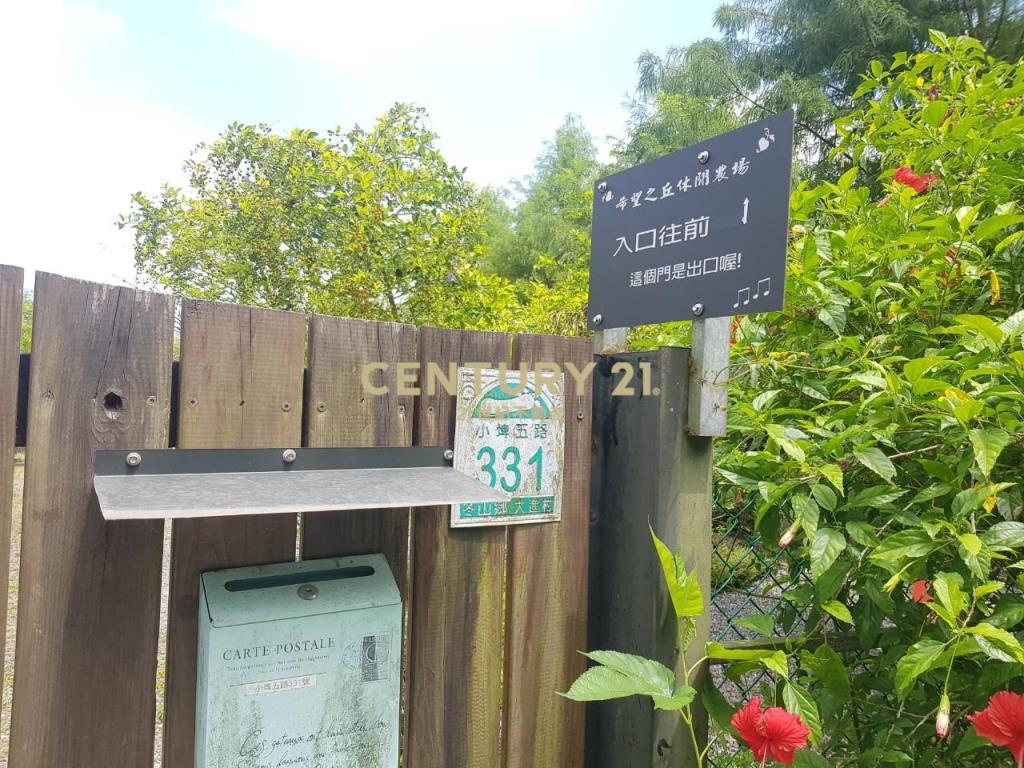 希望之丘休閒農場
入口往前
這個門是出口喔!
CENTURY 21.
小埤五路
331
冬山鄉 大進村
CARTE POSTALE
小埤五路331號